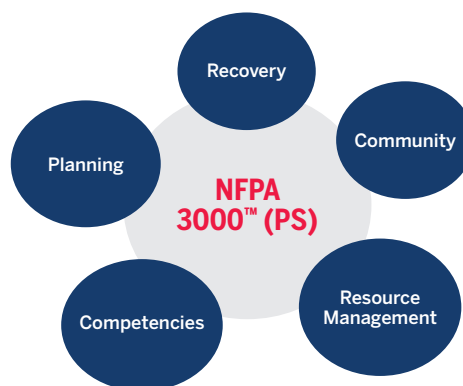 Recovery
Community
Planning
NFPA
3000™ (PS)
Resource
Management
Competencies